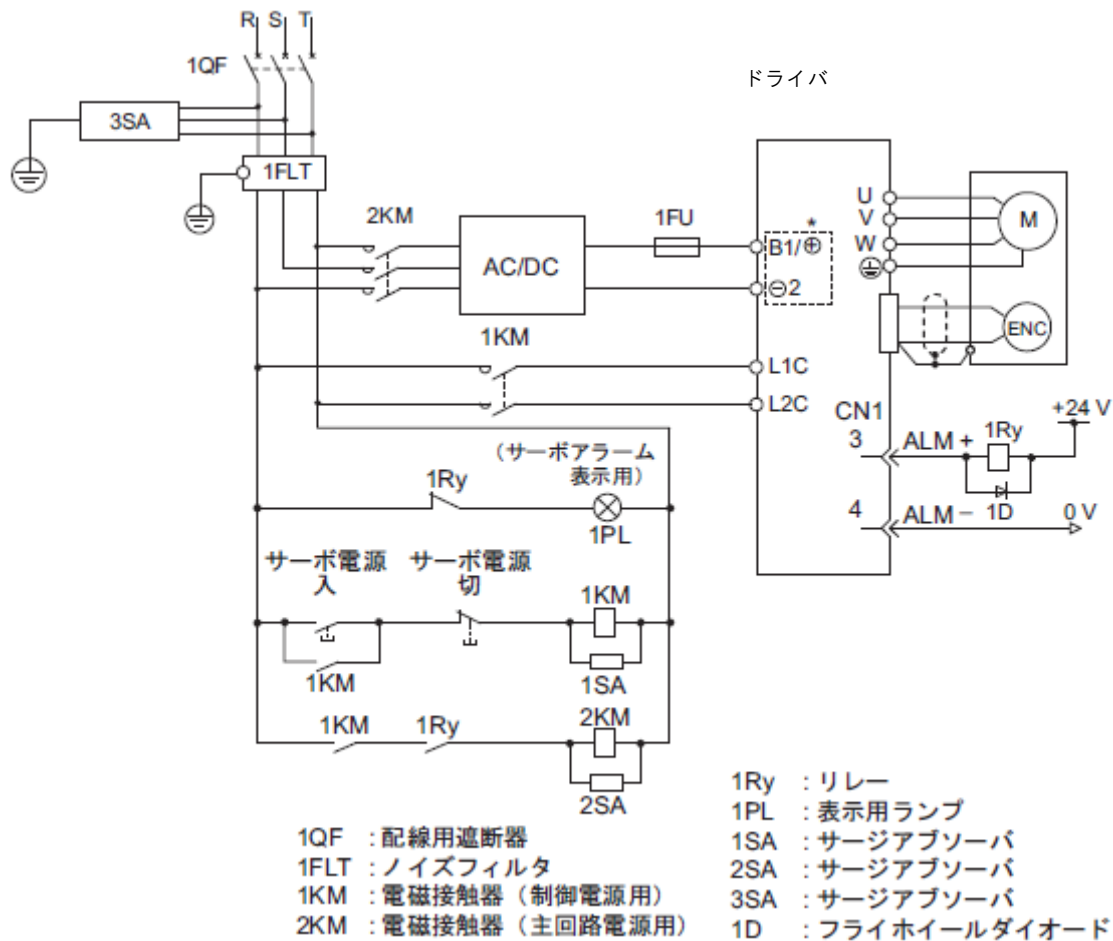 R S T
1QF
ドライバ
3SA
1FLT
2KM
1FU
AC/DC
*
B1/⊕
⊖2
U
V
W
M
ENC
1KM
L1C
L2C
CN1
3
ALM +
1Ry
+24 V
1D
4
ALM −
0 V
(サーボアラーム
表示用)
1Ry
1PL
サーボ電源
入
サーボ電源
切
1KM
1KM
1SA
1KM
1Ry
2KM
2SA
1QF : 配線用遮断器
1FLT : ノイズフィルタ
1KM : 電磁接触器(制御電源用)
2KM : 電磁接触器(主回路電源用)
1Ry : リレー
1PL : 表示用ランプ
1SA : サージアブソーバ
2SA : サージアブソーバ
3SA : サージアブソーバ
1D : フライホイールダイオード